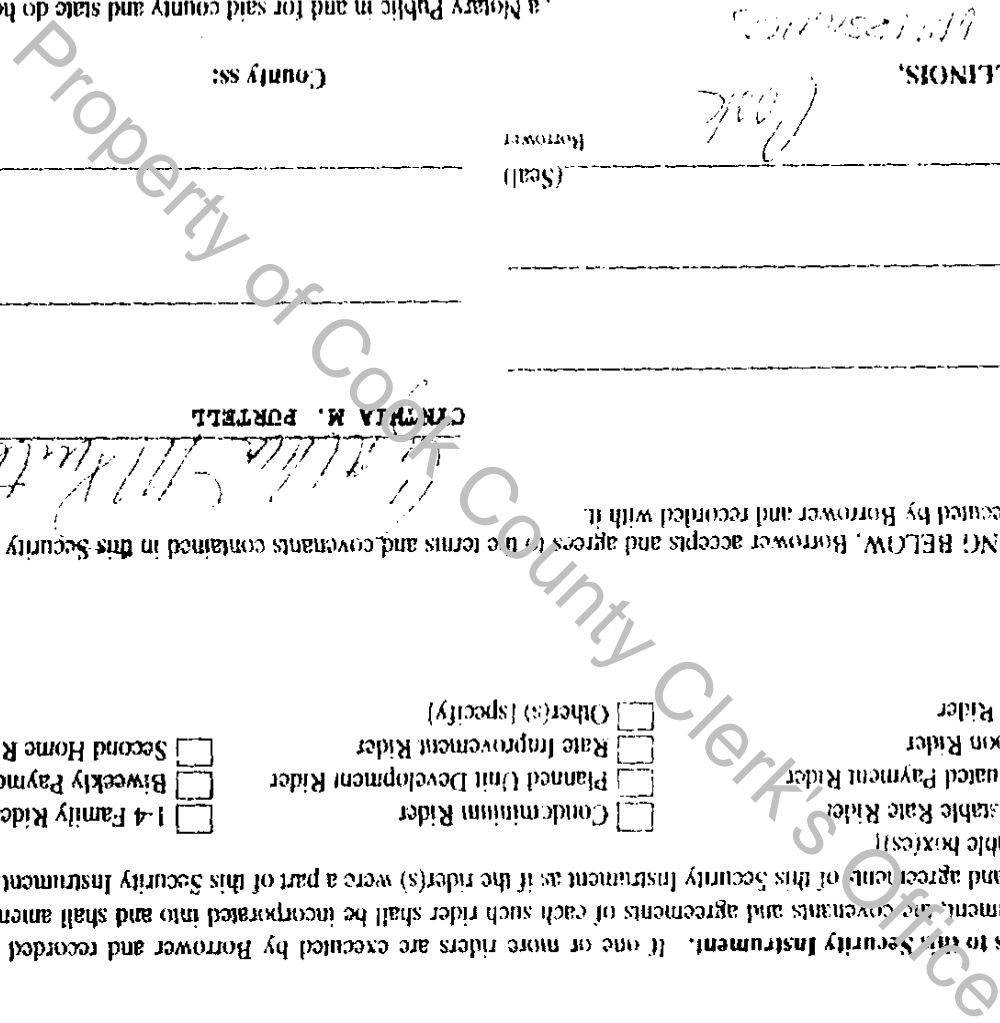 s to this Security Instrument. If one or more riders are executed by Borrower and recorded
ument, the covenants and agreements of each such rider shall be incorporated into and shall amen
and agreements of this Security Instrument as if the rider(s) were a part of this Security Instrument.
able box(es)]
stable Rate Rider Condominium Rider 1-4 Family Ride
uated Payment Rider Planned Unit Development Rider Biweekly Payme
oon Rider Rate Improvement Rider Second Home R
Rider Other(s) [specify]
NG BELOW, Borrower accepts and agrees to the terms and covenants contained in this Security
ecuted by Borrower and recorded with it.
CINTHIA M. PURTELL
(Seal)
Borrower
LLINOIS, Cook County ss:
, a Notary Public in and for said county and state do he
Property of Cook County Clerk's Office